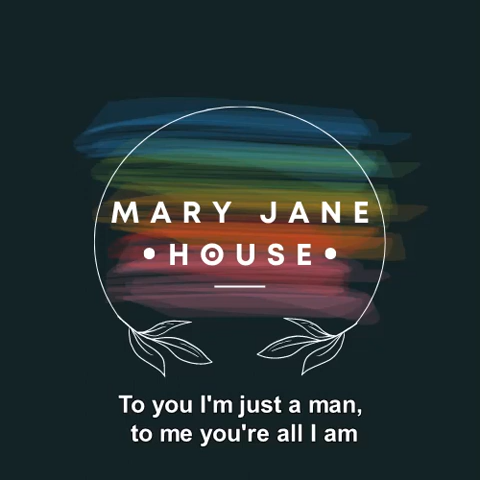 MARY JANE
•HOUSE•
To you I'm just a man,
to me you're all I am